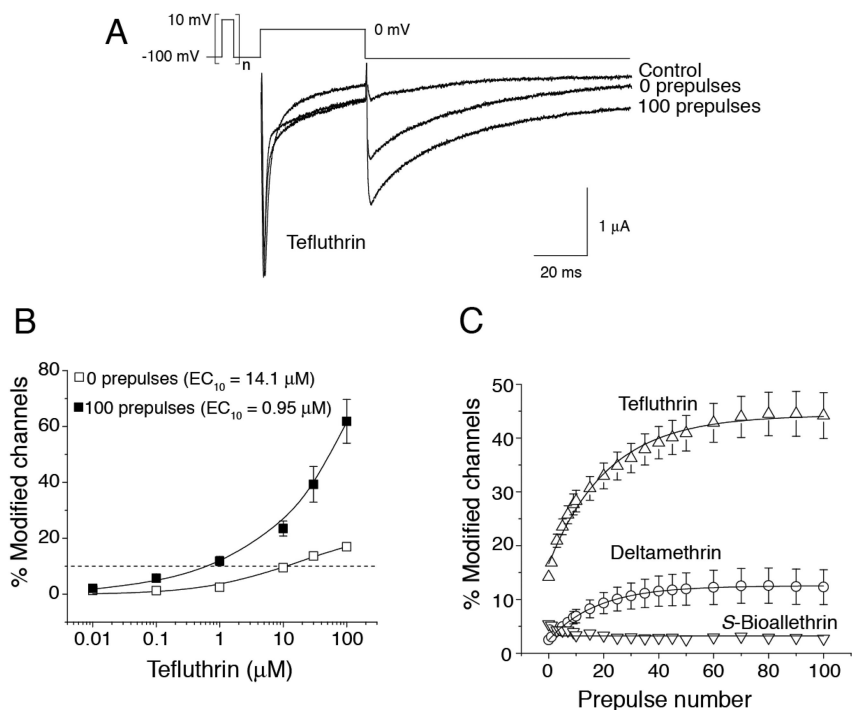 A
10 mV
-100 mV
n
0 mV
Control
0 prepulses
100 prepulses
Tefluthrin
1 μA
20 ms
B
80
60
40
20
0
% Modified channels
0 prepulses (EC10 = 14.1 μM)
100 prepulses (EC10 = 0.95 μM)
0.01 0.1 1 10 100
Tefluthrin (μM)
C
50
40
30
20
10
0
% Modified channels
Tefluthrin
Deltamethrin
S-Bioallethrin
0 20 40 60 80 100
Prepulse number